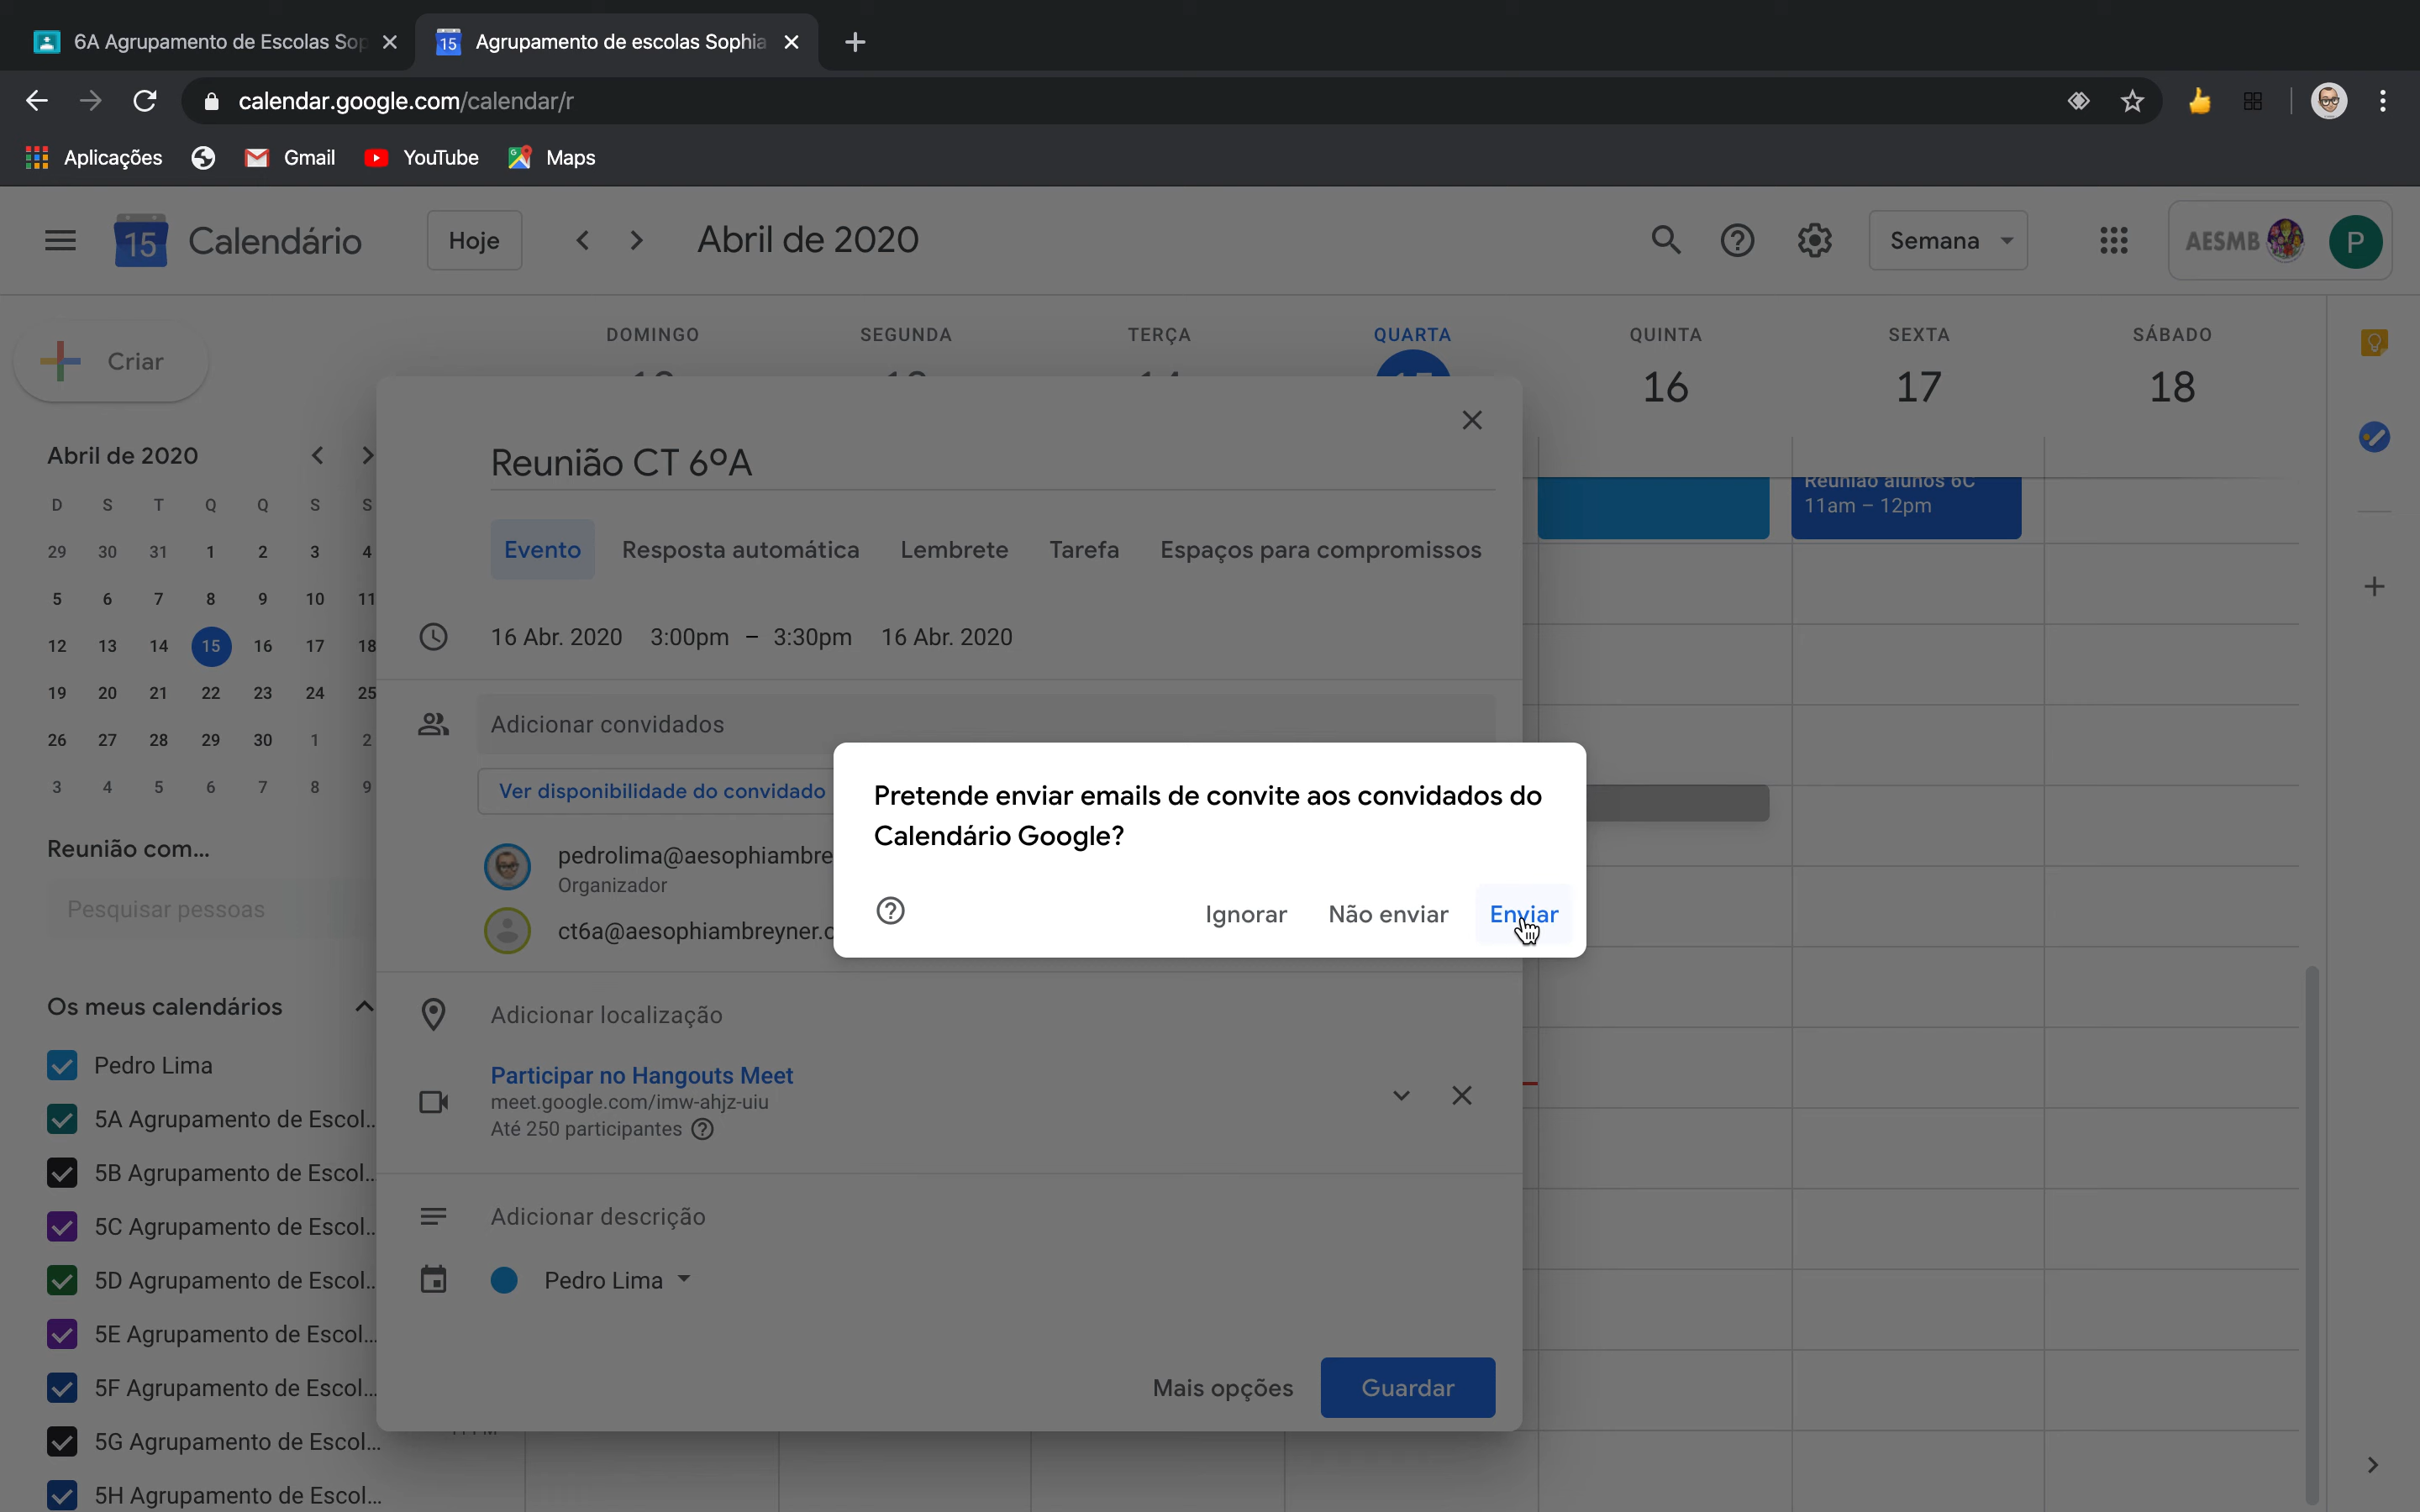 6A Agrupamento de Escolas Sop
15 Agrupamento de escolas Sophia
calendar.google.com/calendar/r
Aplicações Gmail YouTube Maps
15 Calendário Hoje Abril de 2020 Semana AESMB P
Criar
DOMINGO SEGUNDA TERÇA QUARTA QUINTA SEXTA SÁBADO
16 17 18
Abril de 2020
D S T Q Q S S
29 30 31 1 2 3 4
5 6 7 8 9 10 11
12 13 14 15 16 17 18
19 20 21 22 23 24 25
26 27 28 29 30 1 2
3 4 5 6 7 8 9
Reunião com...
Pesquisar pessoas
Os meus calendários
Pedro Lima
5A Agrupamento de Escol...
5B Agrupamento de Escol...
5C Agrupamento de Escol...
5D Agrupamento de Escol...
5E Agrupamento de Escol...
5F Agrupamento de Escol...
5G Agrupamento de Escol...
5H Agrupamento de Escol...
Reunião CT 6ºA
Evento Resposta automática Lembrete Tarefa Espaços para compromissos
16 Abr. 2020 3:00pm – 3:30pm 16 Abr. 2020
Adicionar convidados
Ver disponibilidade do convidado
pedrolima@aesophiambre
Organizador
ct6a@aesophiambreyner.c
Adicionar localização
Participar no Hangouts Meet
meet.google.com/imw-ahjz-uiu
Até 250 participantes
Adicionar descrição
Pedro Lima
Mais opções Guardar
Pretende enviar emails de convite aos convidados do
Calendário Google?
Ignorar Não enviar Enviar
Reunião alunos 6C
11am – 12pm